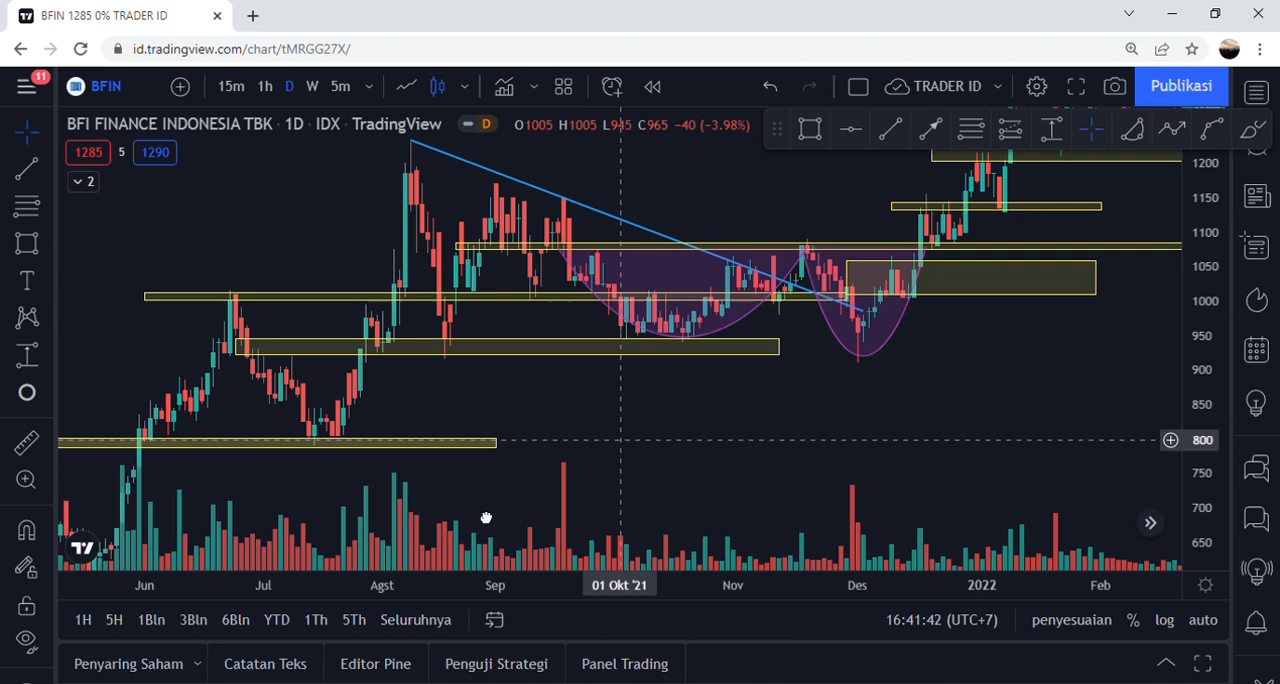 BFIN 1285 0% TRADER ID
id.tradingview.com/chart/tMRGG27X/
11
BFIN
15m 1h D W 5m
TRADER ID
Publikasi
BFI FINANCE INDONESIA TBK · 1D · IDX · TradingView
D
O1005 H1005 L945 C965 -40 (-3.98%)
1285 5 1290
2
1200
1150
1100
1050
1000
950
900
850
800
750
700
650
Jun Jul Agst Sep 01 Okt '21 Nov Des 2022 Feb
1H 5H 1Bln 3Bln 6Bln YTD 1Th 5Th Seluruhnya
16:41:42 (UTC+7) penyesuaian % log auto
Penyaring Saham Catatan Teks Editor Pine Penguji Strategi Panel Trading